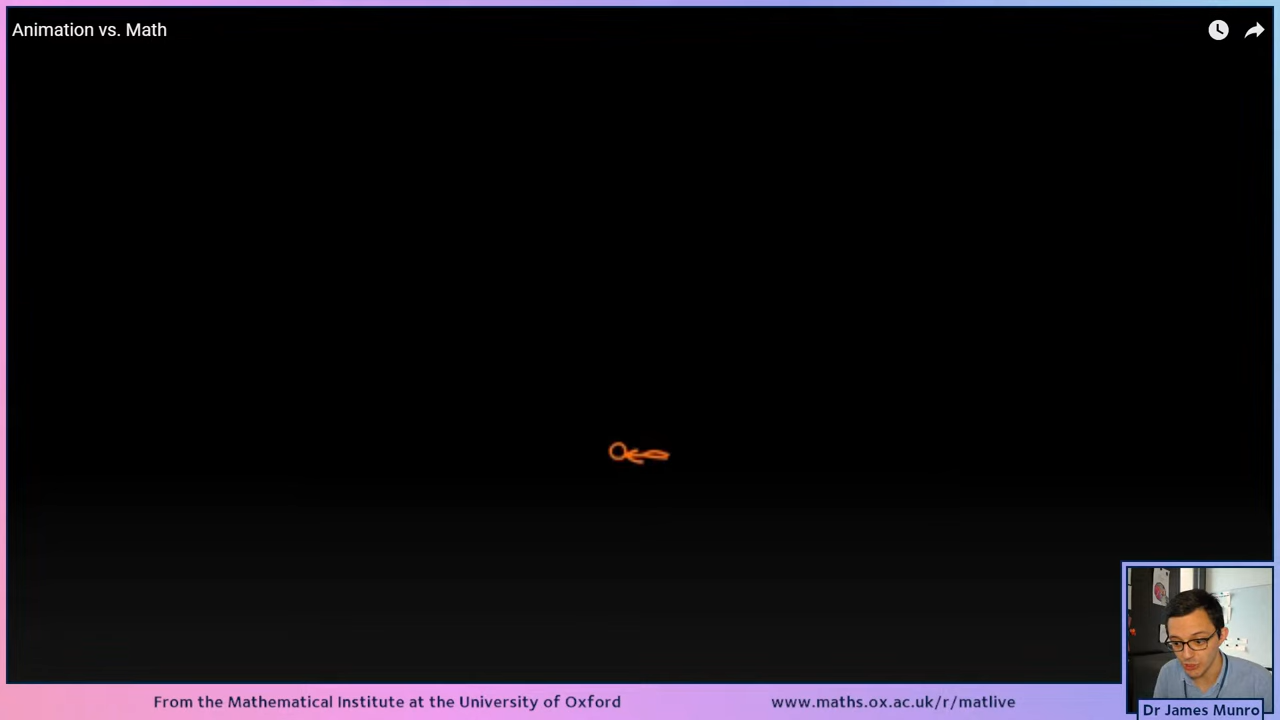 Animation vs. Math
From the Mathematical Institute at the University of Oxford
www.maths.ox.ac.uk/r/matlive
Dr James Munro